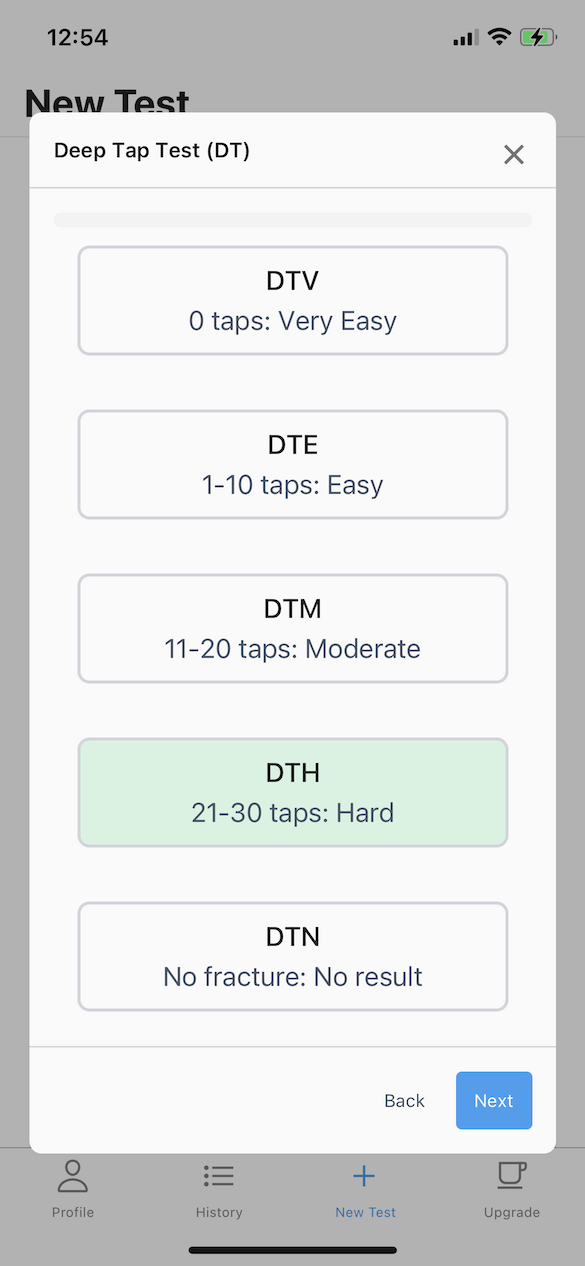 12:54
New Test
Deep Tap Test (DT)
DTV
0 taps: Very Easy
DTE
1-10 taps: Easy
DTM
11-20 taps: Moderate
DTH
21-30 taps: Hard
DTN
No fracture: No result
Back
Next
Profile
History
New Test
Upgrade